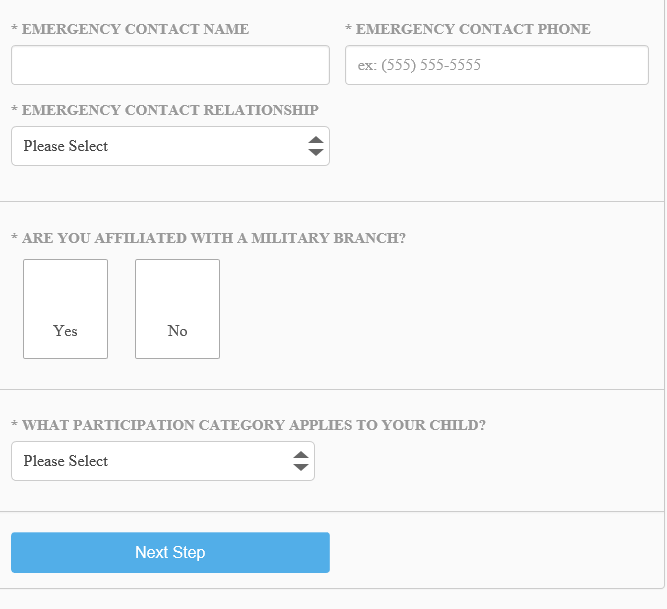 * EMERGENCY CONTACT NAME
* EMERGENCY CONTACT PHONE
ex: (555) 555-5555
* EMERGENCY CONTACT RELATIONSHIP
Please Select
* ARE YOU AFFILIATED WITH A MILITARY BRANCH?
Yes
No
* WHAT PARTICIPATION CATEGORY APPLIES TO YOUR CHILD?
Please Select
Next Step